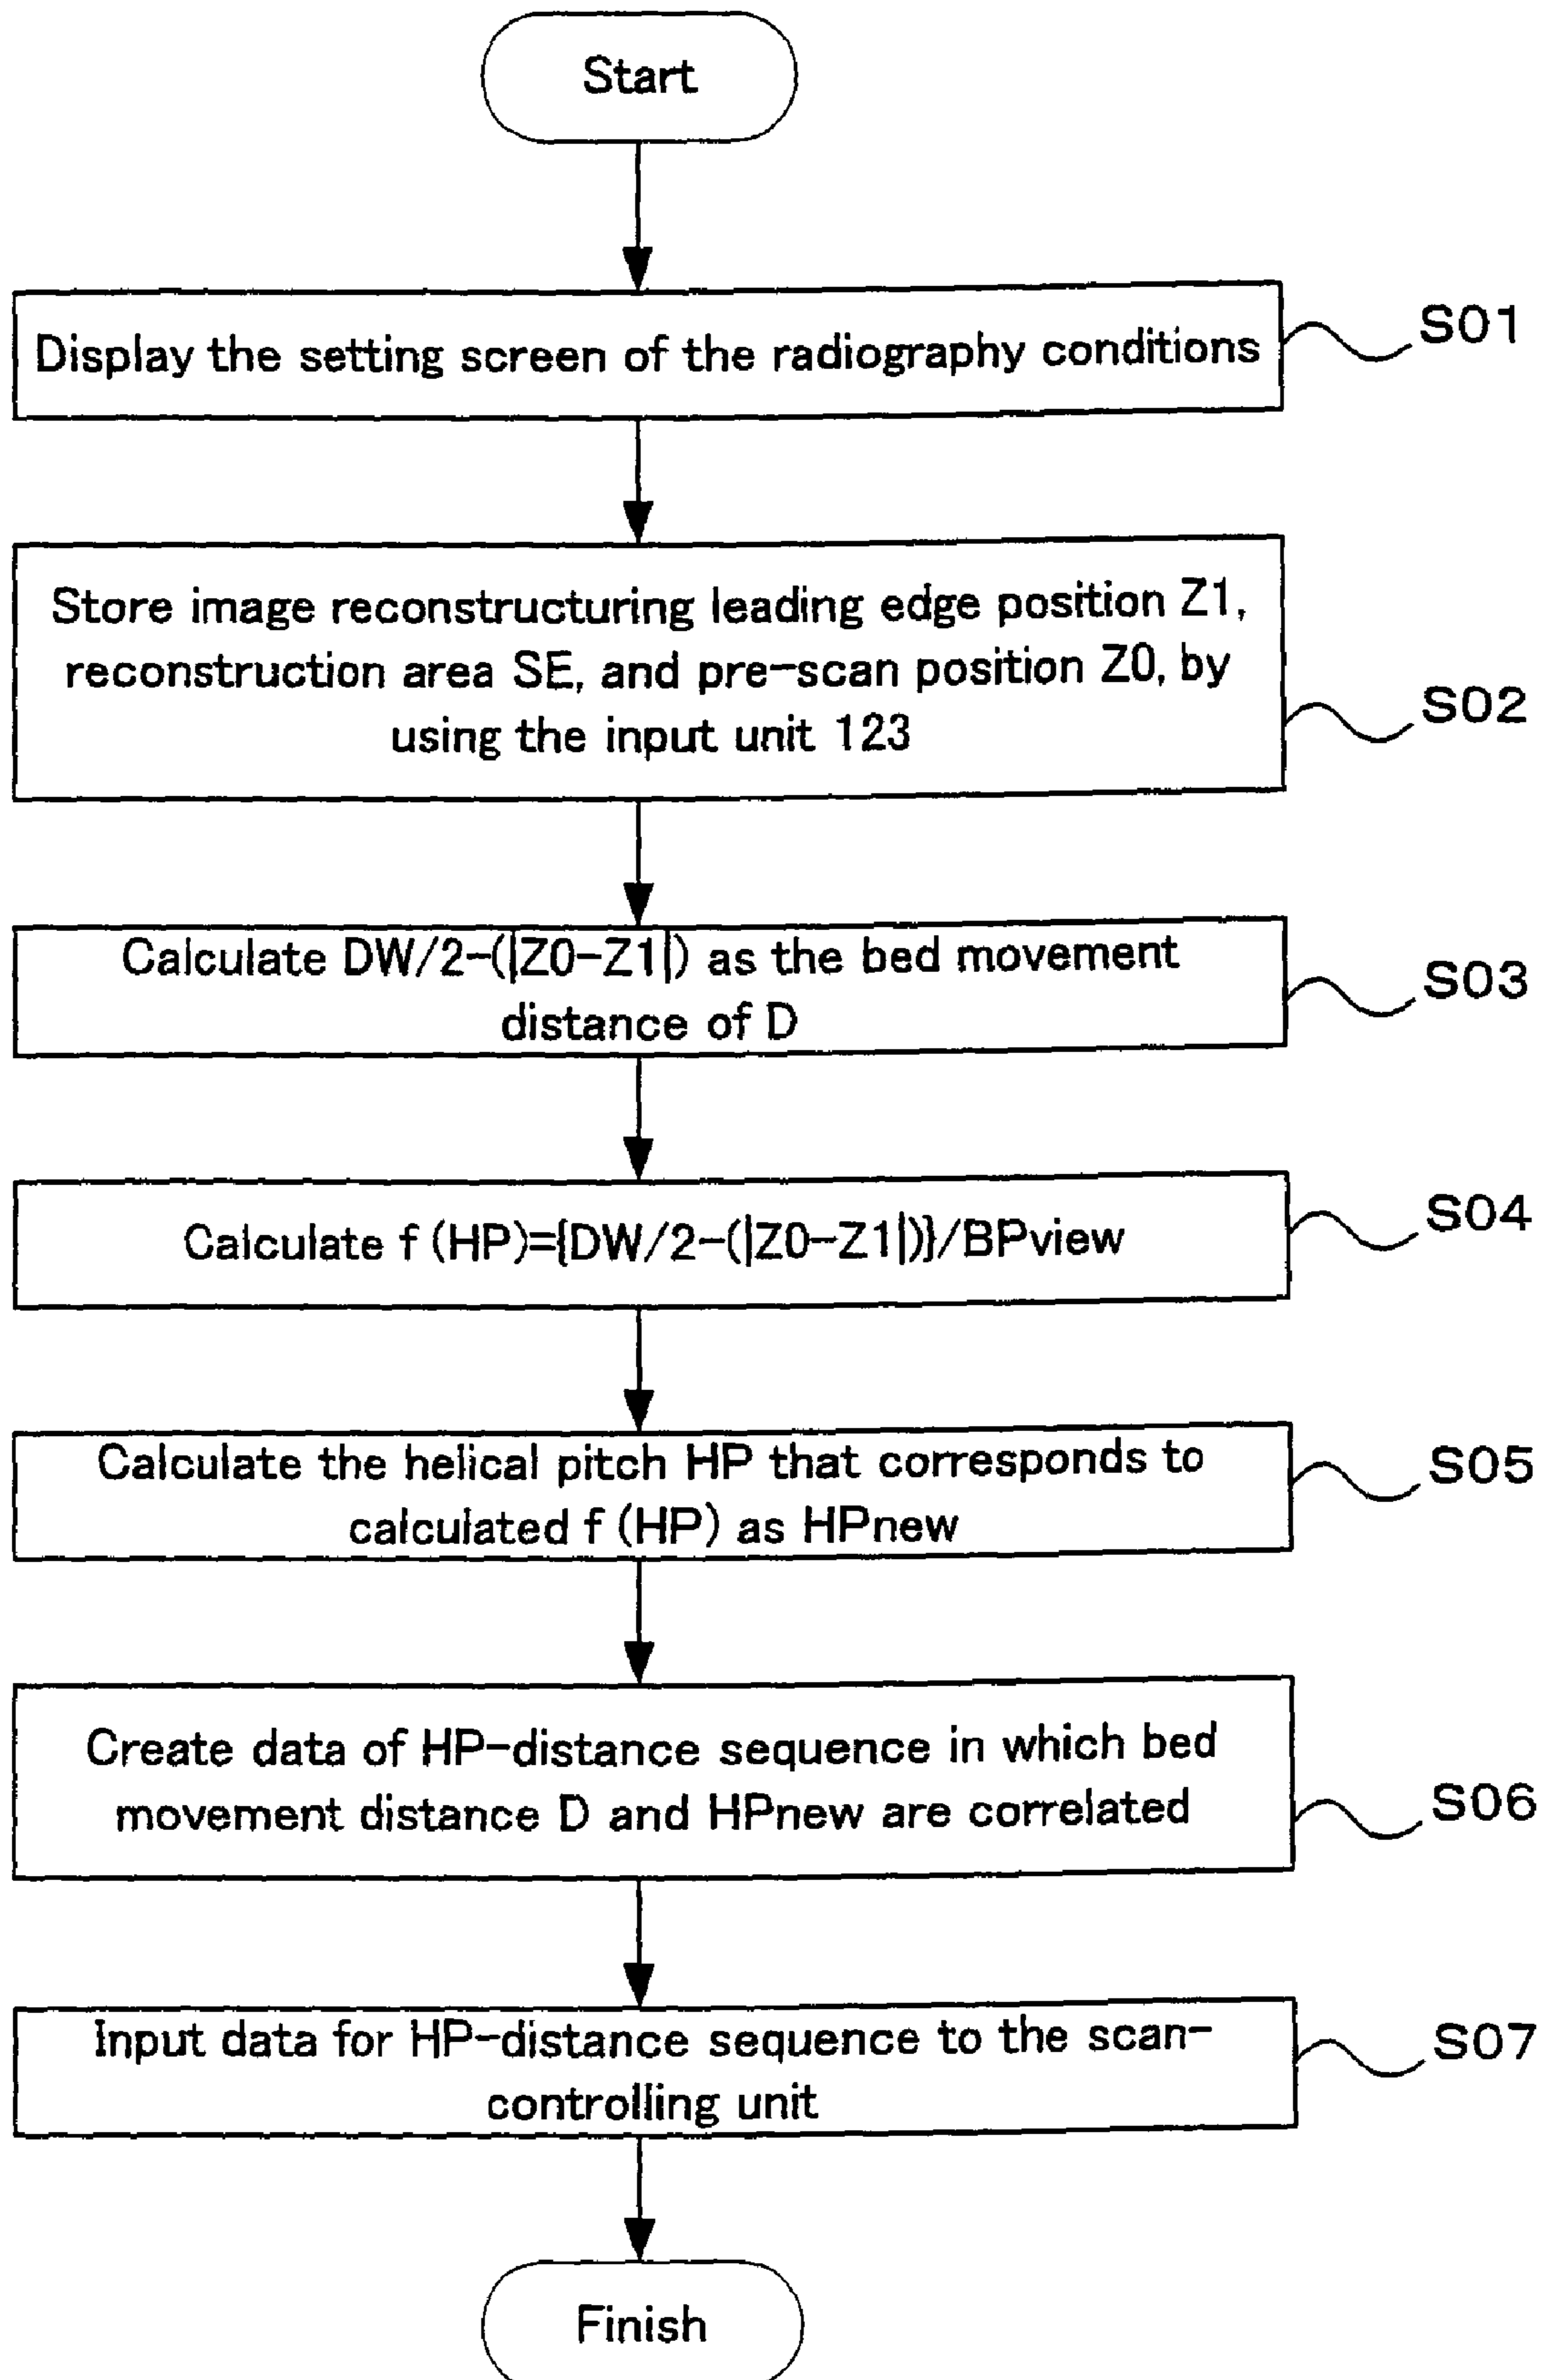 Start
Display the setting screen of the radiography conditions
S01
Store image reconstructuring leading edge position Z1,
reconstruction area SE, and pre-scan position Z0, by
using the input unit 123
S02
Calculate DW/2-(|Z0-Z1|) as the bed movement
distance of D
S03
Calculate f (HP)={DW/2-(|Z0-Z1|)}/BPview
S04
Calculate the helical pitch HP that corresponds to
calculated f (HP) as HPnew
S05
Create data of HP-distance sequence in which bed
movement distance D and HPnew are correlated
S06
Input data for HP-distance sequence to the scan-
controlling unit
S07
Finish